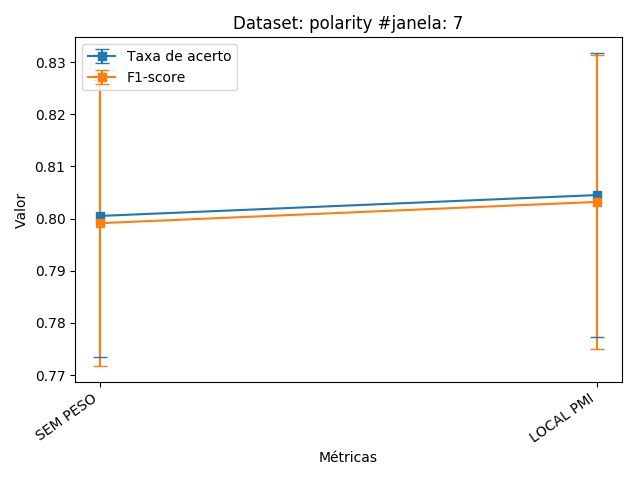 Dataset: polarity #janela: 7
Taxa de acerto
F1-score
0.83
0.82
0.81
0.80
0.79
0.78
0.77
Valor
SEM PESO
LOCAL PMI
Métricas